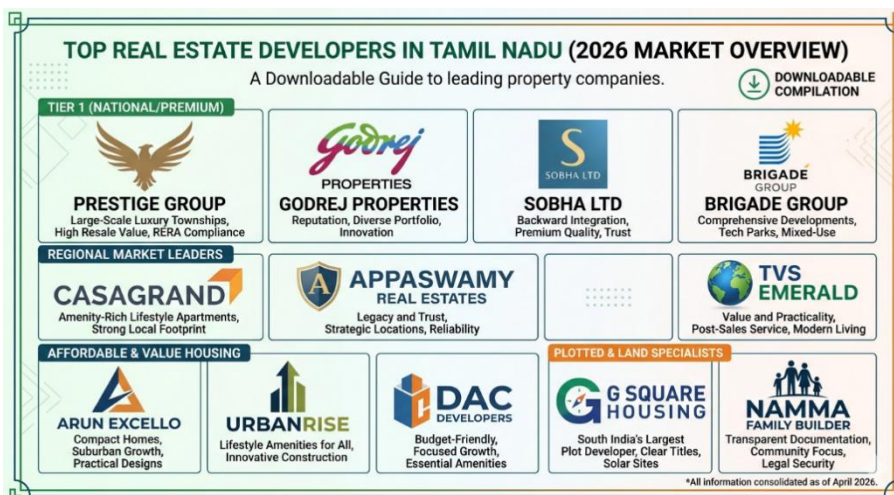 TOP REAL ESTATE DEVELOPERS IN TAMIL NADU (2026 MARKET OVERVIEW)
A Downloadable Guide to leading property companies.
DOWNLOADABLE
COMPILATION
TIER 1 (NATIONAL/PREMIUM)
PRESTIGE GROUP
Large-Scale Luxury Townships,
High Resale Value, RERA Compliance
Godrej
PROPERTIES
GODREJ PROPERTIES
Reputation, Diverse Portfolio,
Innovation
S
SOBHA LTD
SOBHA LTD
Backward Integration,
Premium Quality, Trust
BRIGADE
GROUP
BRIGADE GROUP
Comprehensive Developments,
Tech Parks, Mixed-Use
REGIONAL MARKET LEADERS
CASAGRAND
Amenity-Rich Lifestyle Apartments,
Strong Local Footprint
A
APPASWAMY
REAL ESTATES
Legacy and Trust,
Strategic Locations, Reliability
TVS
EMERALD
Value and Practicality,
Post-Sales Service, Modern Living
AFFORDABLE & VALUE HOUSING
ARUN EXCELLO
Compact Homes,
Suburban Growth,
Practical Designs
URBANRISE
Lifestyle Amenities for All,
Innovative Construction
DAC
DEVELOPERS
Budget-Friendly,
Focused Growth,
Essential Amenities
PLOTTED & LAND SPECIALISTS
G SQUARE
HOUSING
South India's Largest
Plot Developer, Clear Titles,
Solar Sites
NAMMA
FAMILY BUILDER
Transparent Documentation,
Community Focus,
Legal Security
*All information consolidated as of April 2026.